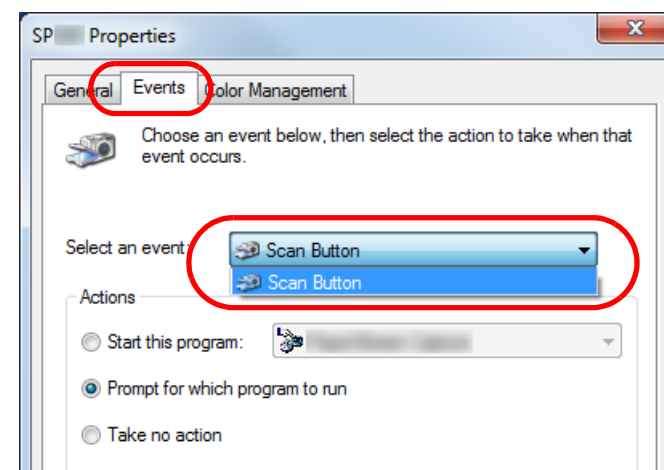 SP Properties
General Events Color Management
Choose an event below, then select the action to take when that
event occurs.
Select an event: Scan Button
Scan Button
Actions
Start this program:
Prompt for which program to run
Take no action